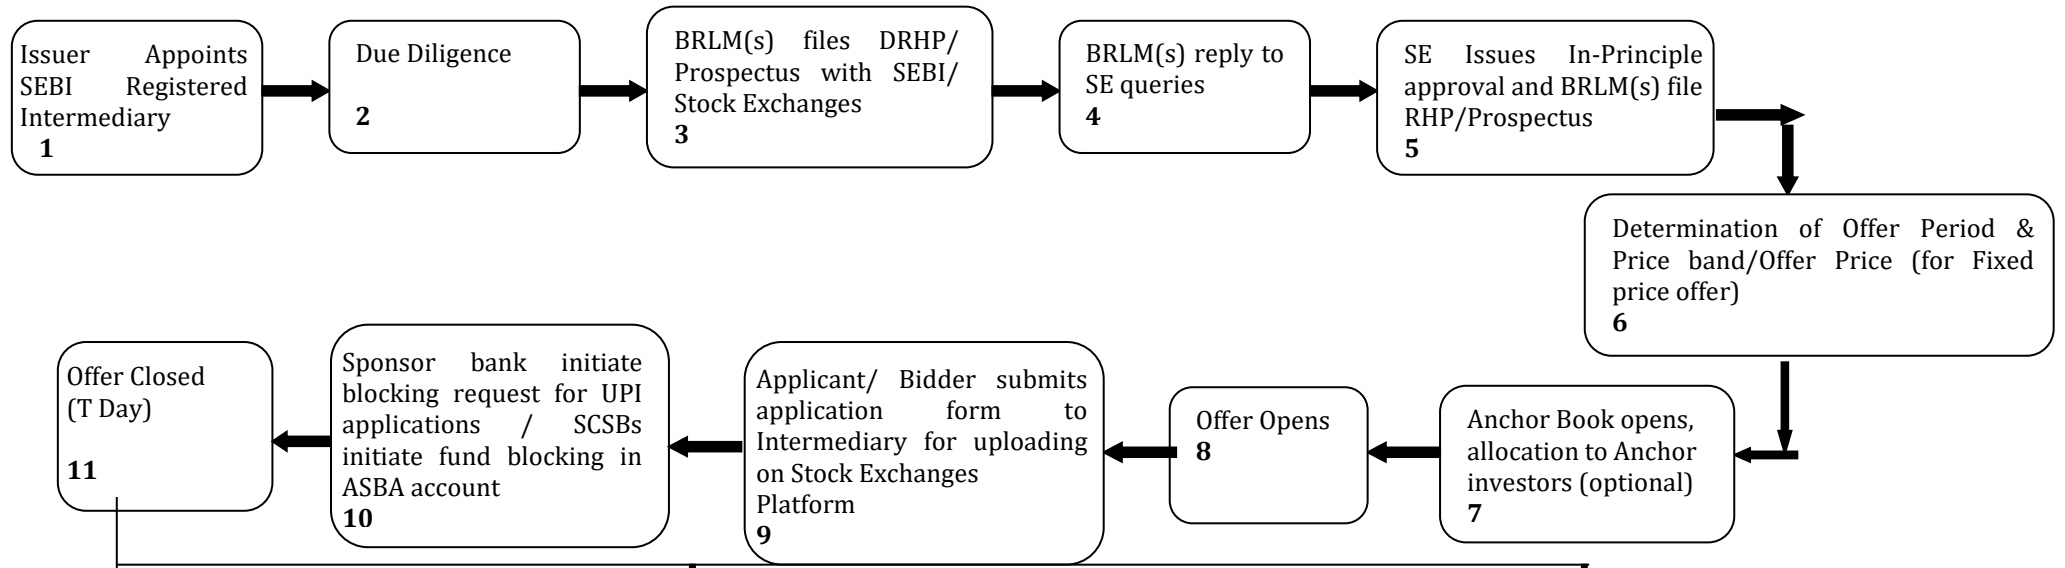 Issuer Appoints
SEBI Registered
Intermediary
1
Due Diligence
2
BRLM(s) files DRHP/
Prospectus with SEBI/
Stock Exchanges
3
BRLM(s) reply to
SE queries
4
SE Issues In-Principle
approval and BRLM(s) file
RHP/Prospectus
5
Determination of Offer Period &
Price band/Offer Price (for Fixed
price offer)
6
Anchor Book opens,
allocation to Anchor
investors (optional)
7
Offer Opens
8
Applicant/ Bidder submits
application form to
Intermediary for uploading
on Stock Exchanges
Platform
9
Sponsor bank initiate
blocking request for UPI
applications / SCSBs
initiate fund blocking in
ASBA account
10
Offer Closed
(T Day)
11